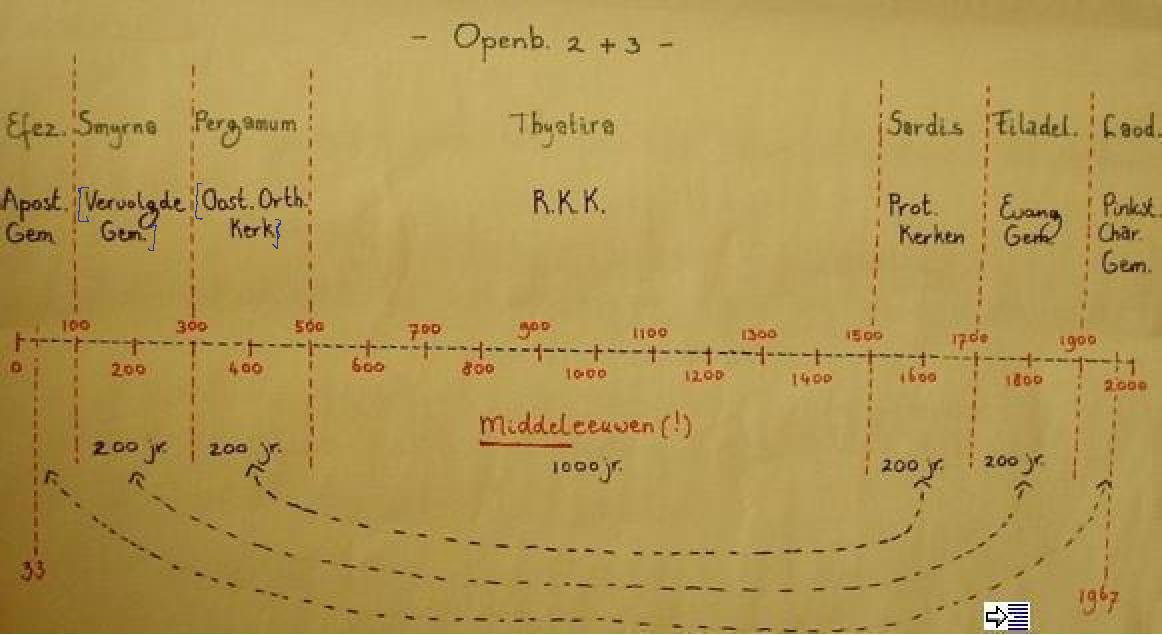 - Openb. 2 + 3 -
Efez. Smyrna Pergamum Thyatira Sardis Filadel. Laod.
Apost. [Vervolgde [Oost. Orth. R.K.K. Prot. Evang Pinkst.
Gem Gem.] Kerk} Kerken Gem. Char.
Gem.
100 300 500 700 900 1100 1300 1500 1700 1900
0 200 400 600 800 1000 1200 1400 1600 1800 2000
Middeleeuwen (!)
200 jr. 200 jr. 1000 jr. 200 jr. 200 jr.
33 1967